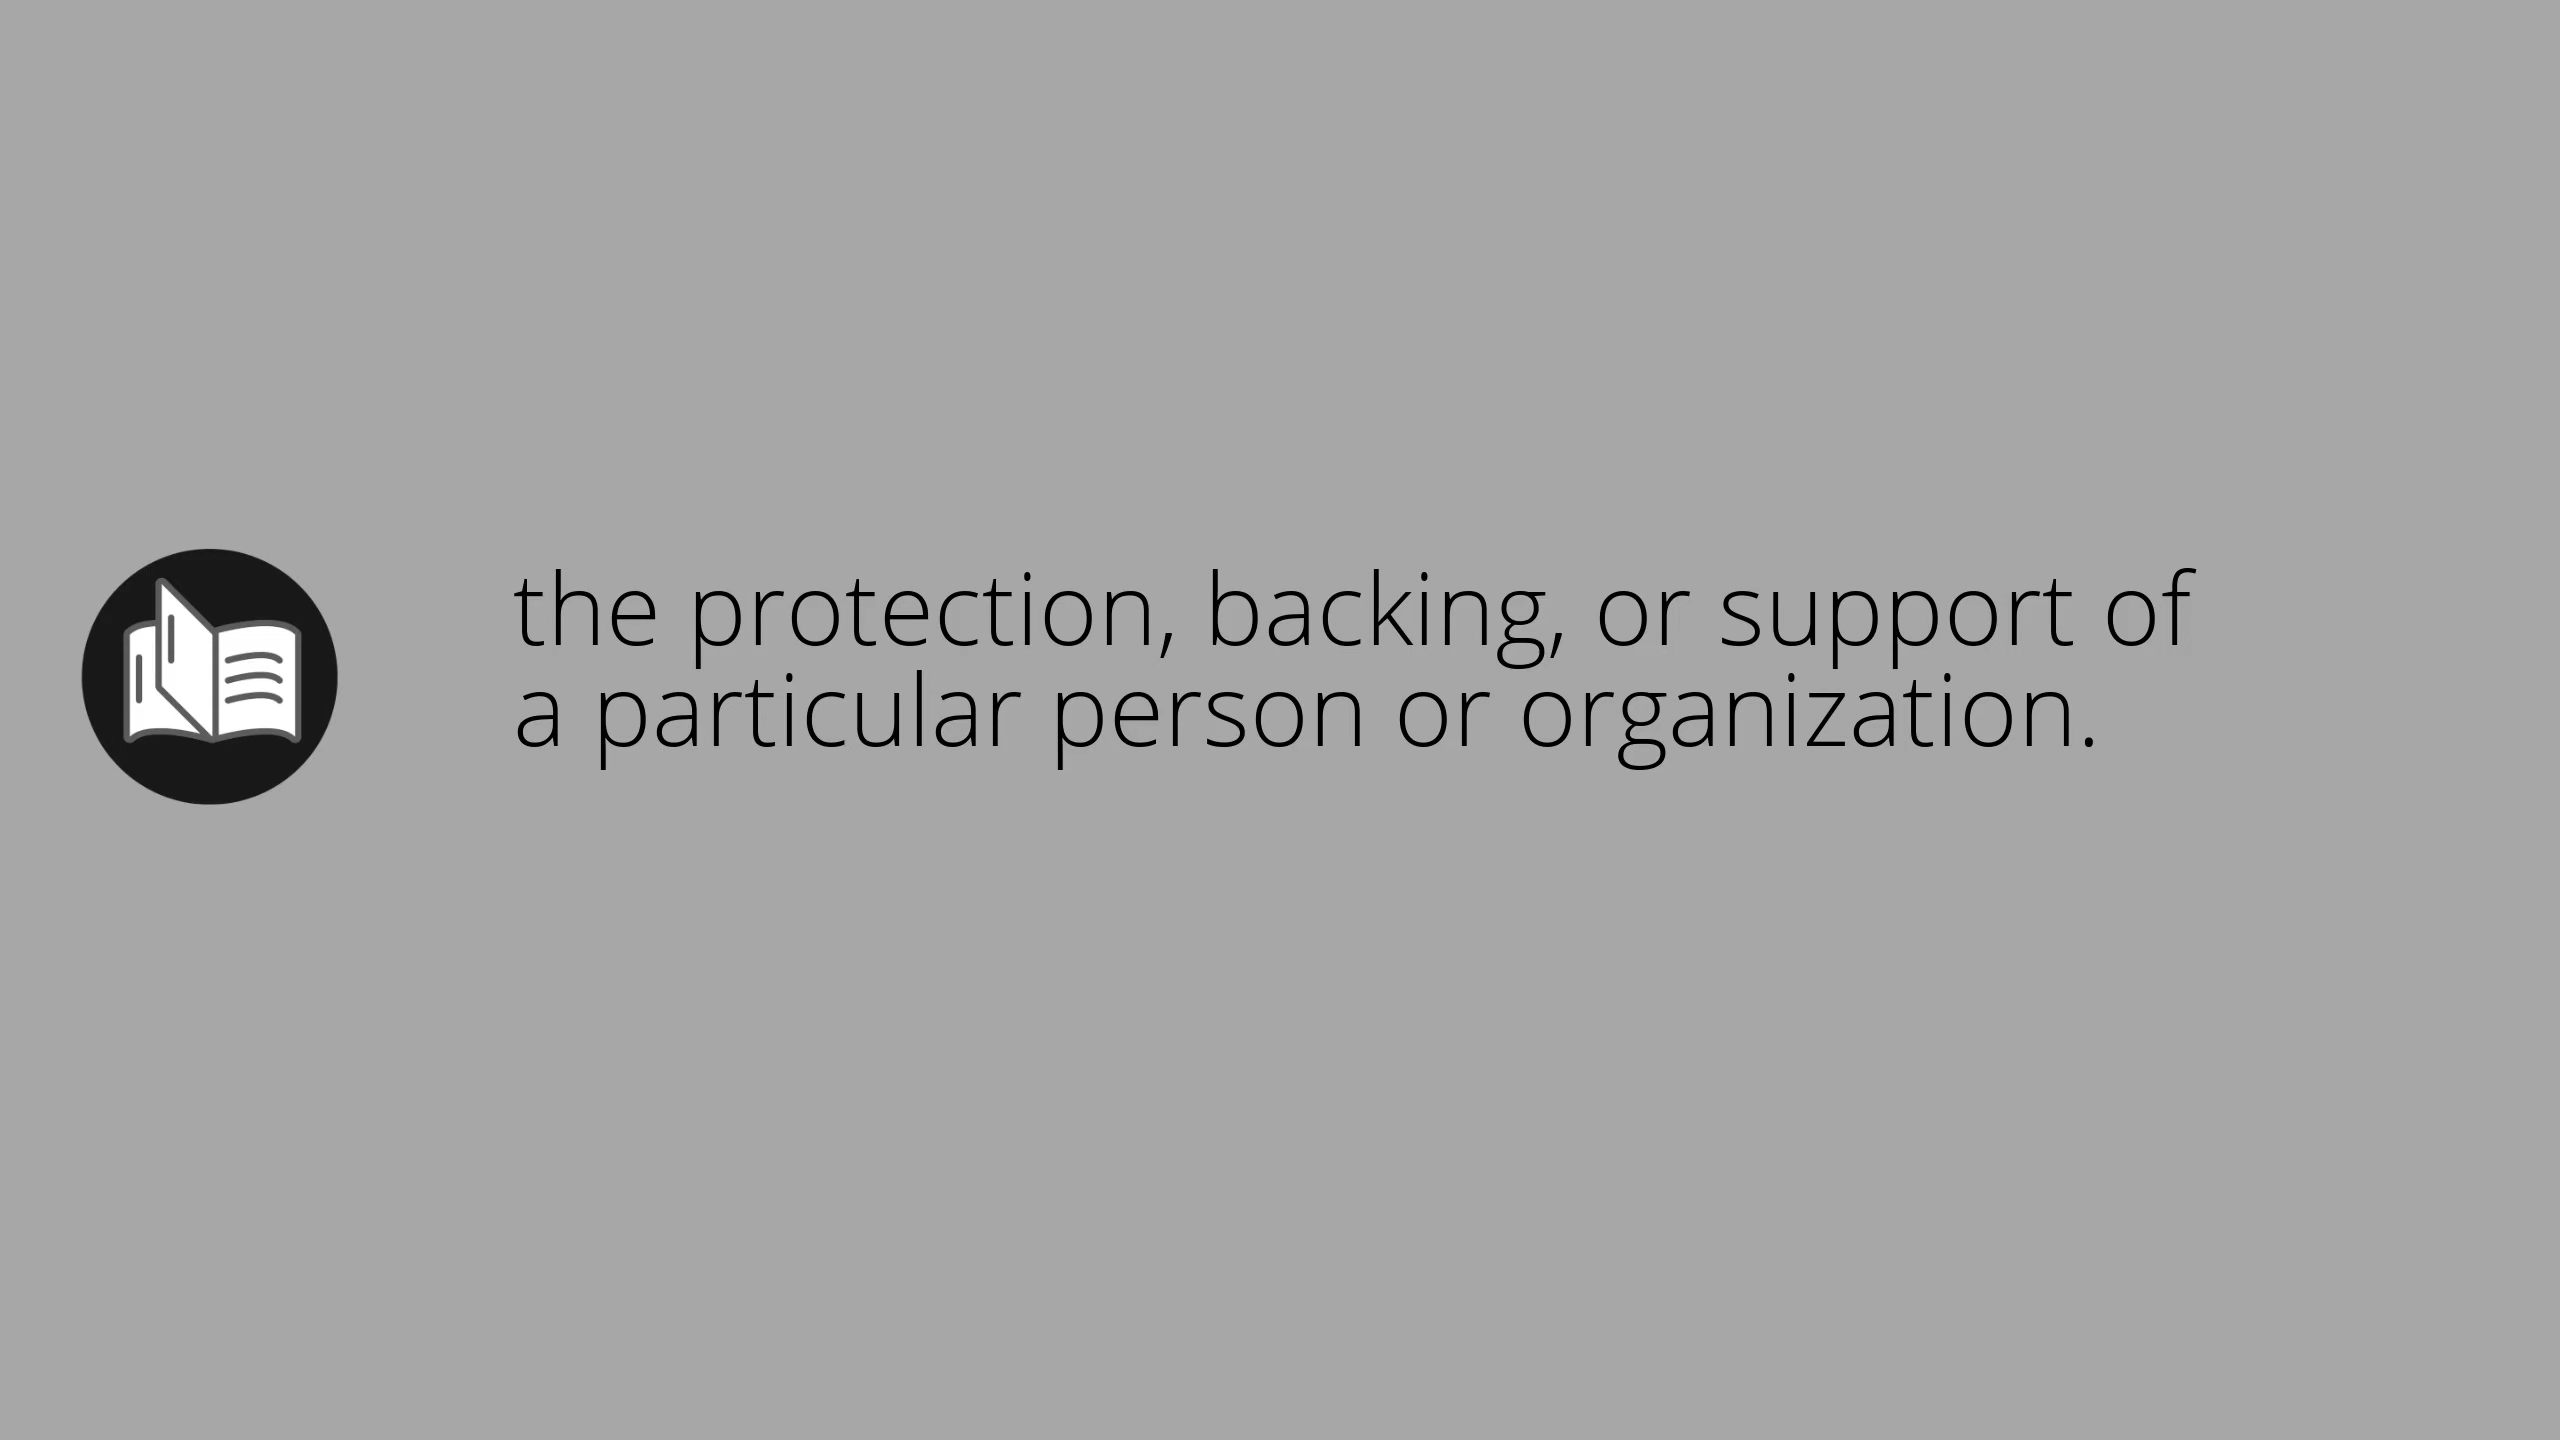 the protection, backing, or support of
a particular person or organization.